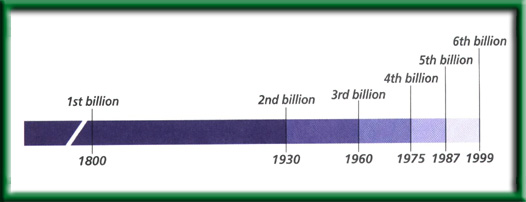 6th billion
5th billion
4th billion
3rd billion
2nd billion
1st billion
1800
1930
1960
1975
1987
1999